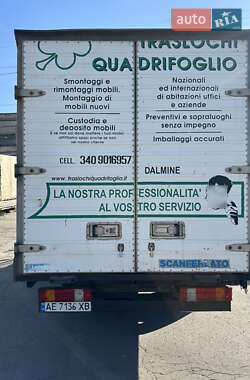 AUTO RIA
TRASLOCHI
QUADRIFOGLIO
Smontaggi e
rimontaggi mobili.
Montaggio di
mobili nuovi
Custodia e
deposito mobili
Nazionali
ed internazionali
di abitazioni uffici
e aziende
Preventivi e sopraluoghi
senza impegno
Imballaggi accurati
CELL. 340 9016957
DALMINE
www.traslochiquadrifoglio.it
LA NOSTRA PROFESSIONALITA'
AL VOSTRO SERVIZIO
SCANFERLATO
AE 7136 XB